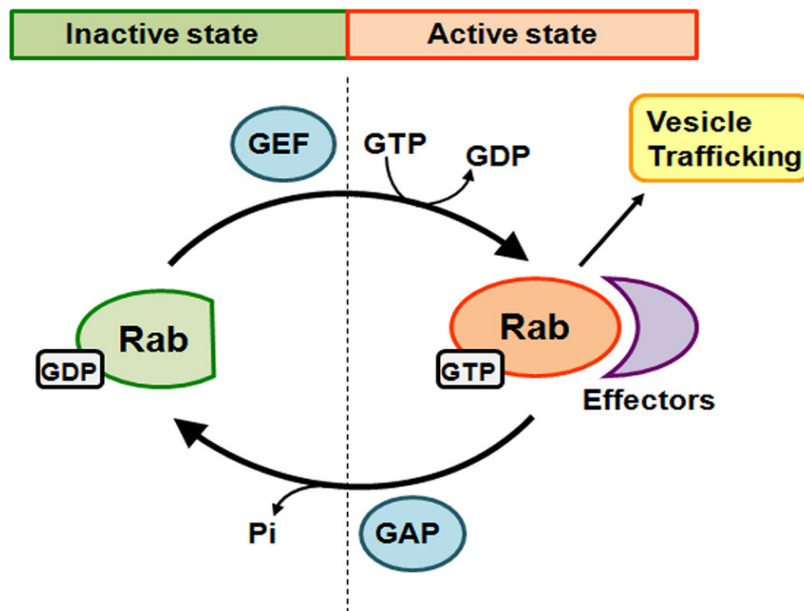 Inactive state
Active state
GEF
GTP
GDP
Vesicle
Trafficking
Rab
GDP
Rab
GTP
Effectors
Pi
GAP